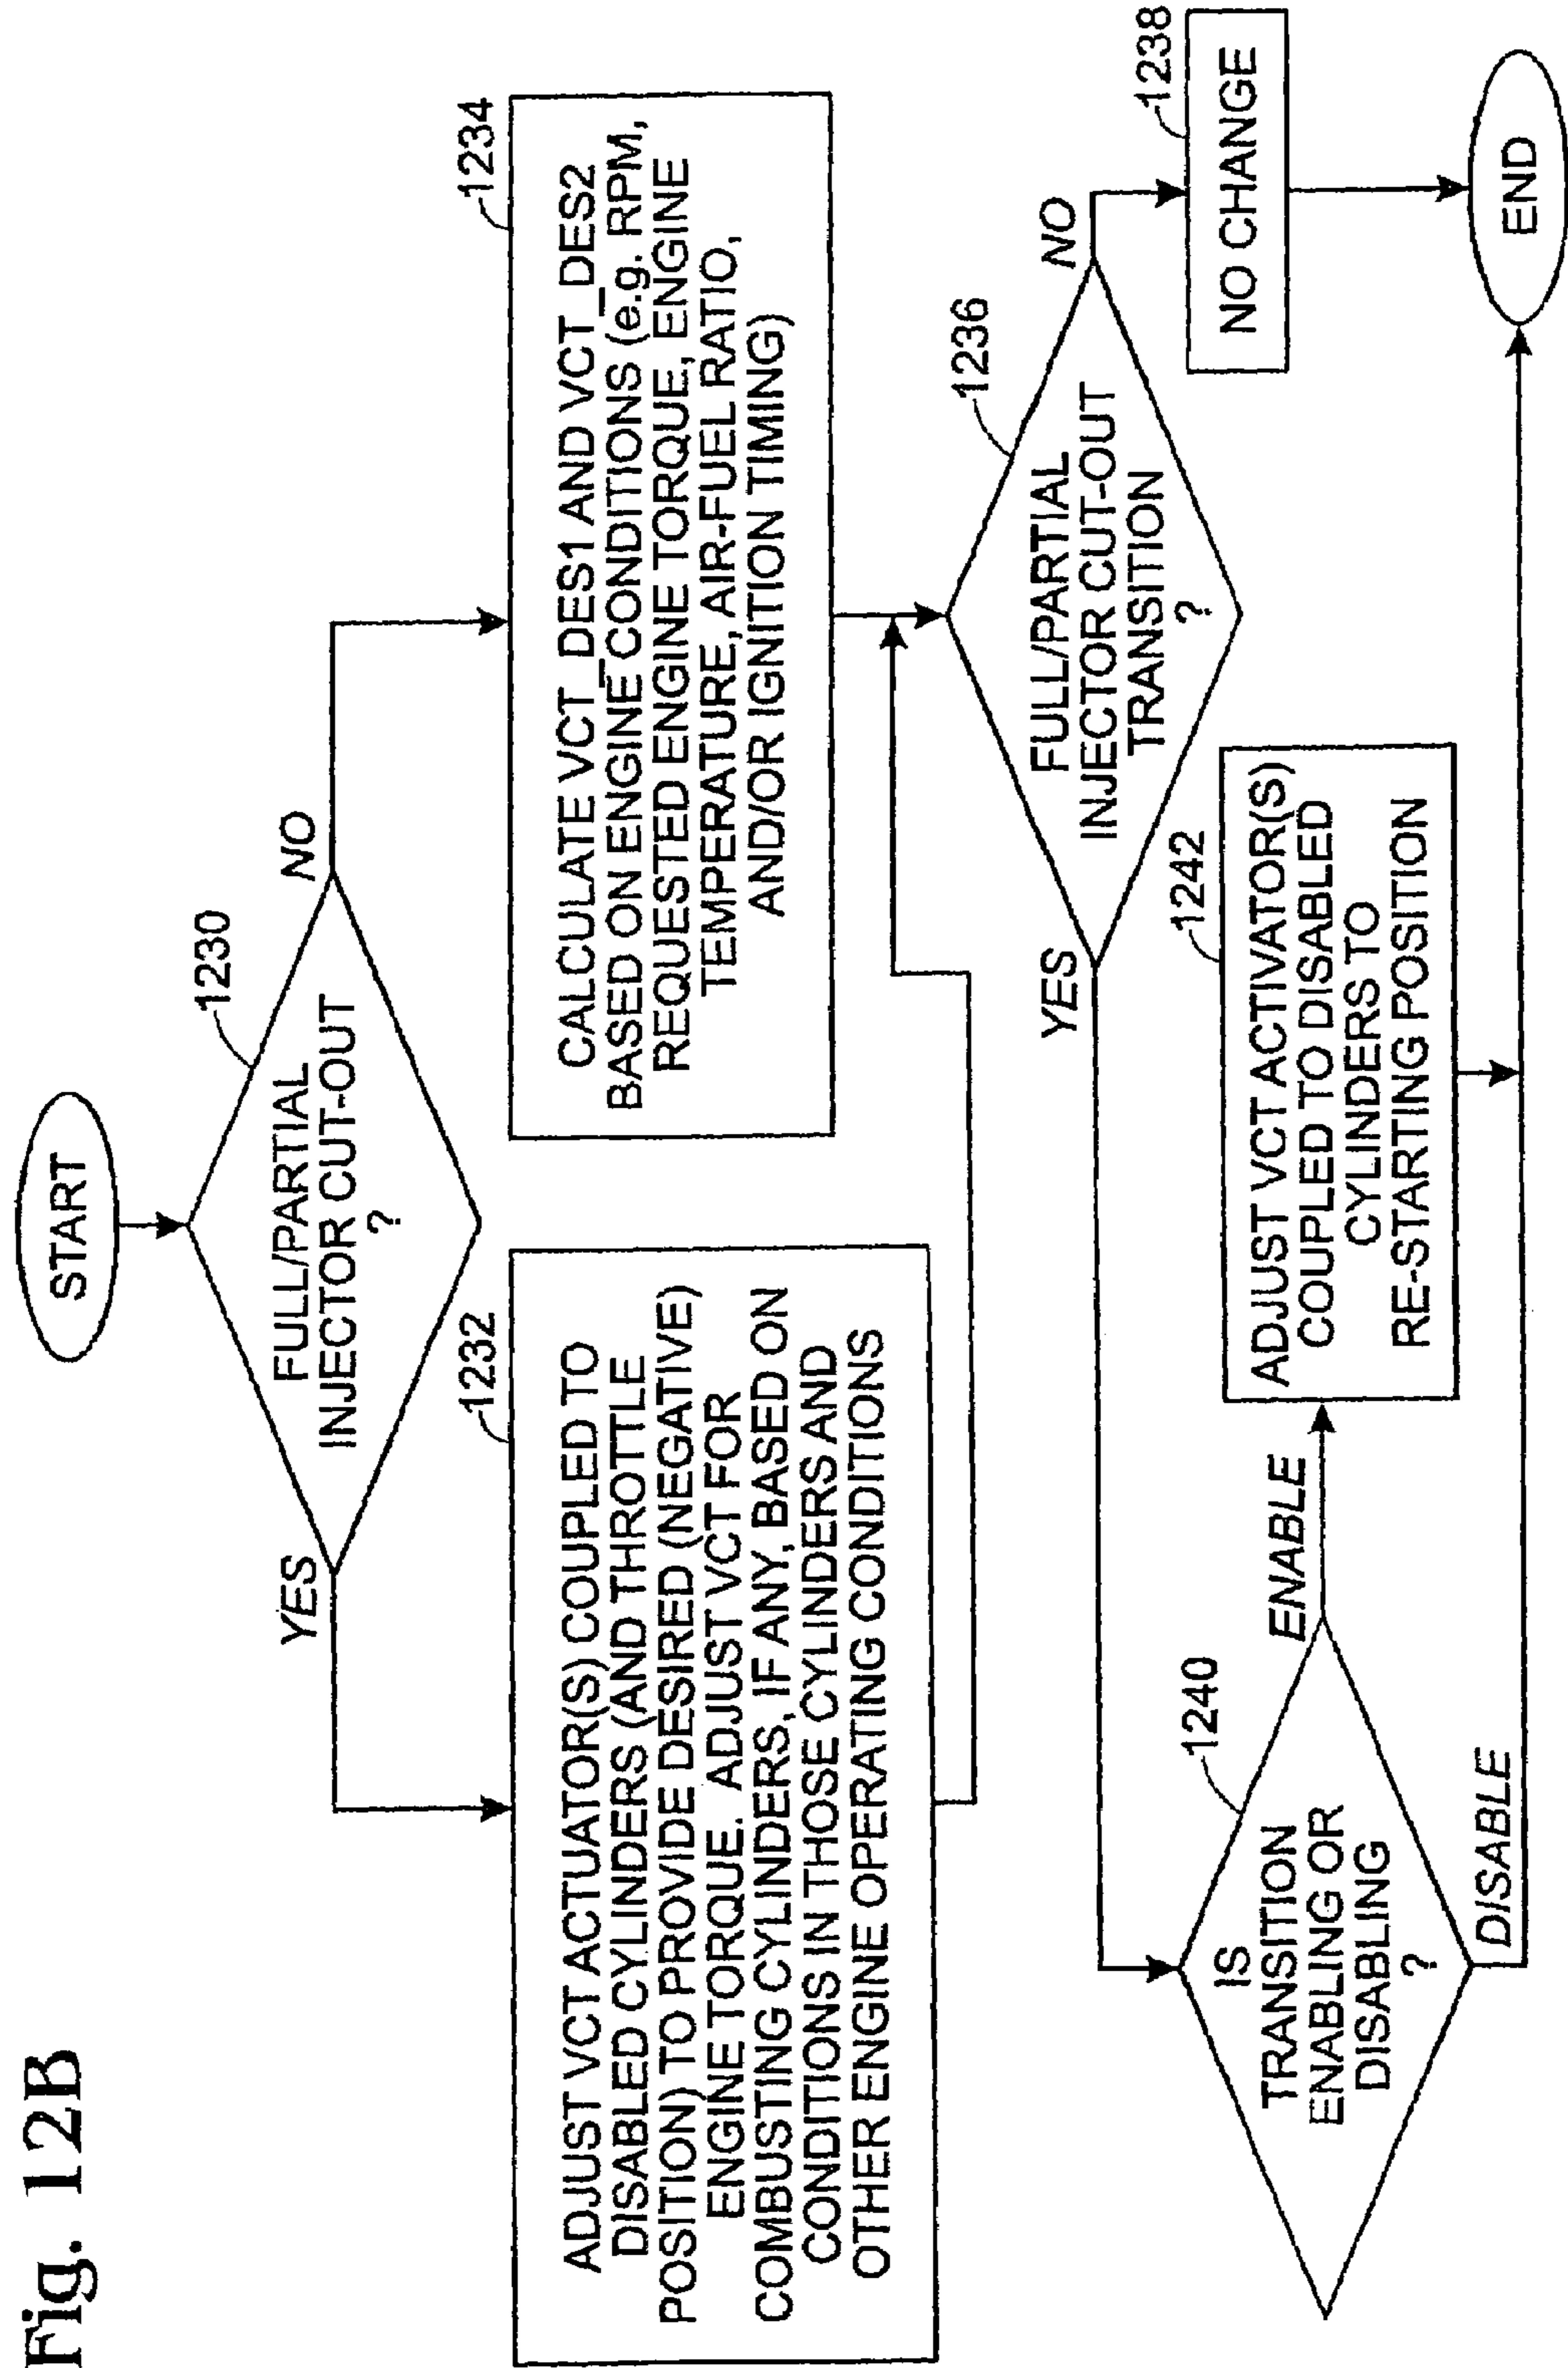 Fig. 12B
START
1230
FULL/PARTIAL
INJECTOR CUT-OUT
?
YES
NO
1232
ADJUST VCT ACTUATOR(S) COUPLED TO
DISABLED CYLINDERS (AND THROTTLE
POSITION) TO PROVIDE DESIRED (NEGATIVE)
ENGINE TORQUE. ADJUST VCT FOR
COMBUSTING CYLINDERS, IF ANY, BASED ON
CONDITIONS IN THOSE CYLINDERS AND
OTHER ENGINE OPERATING CONDITIONS
1234
CALCULATE VCT_DES1 AND VCT_DES2
BASED ON ENGINE CONDITIONS (e.g. RPM,
REQUESTED ENGINE TORQUE, ENGINE
TEMPERATURE, AIR-FUEL RATIO,
AND/OR IGNITION TIMING)
1236
FULL/PARTIAL
INJECTOR CUT-OUT
TRANSITION
?
YES
NO
1238
NO CHANGE
1240
IS
TRANSITION
ENABLING OR
DISABLING
?
ENABLE
DISABLE
1242
ADJUST VCT ACTIVATOR(S)
COUPLED TO DISABLED
CYLINDERS TO
RE-STARTING POSITION
END